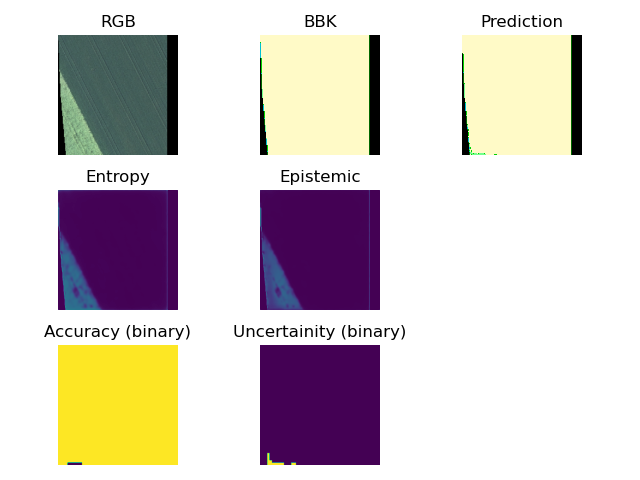 RGB
BBK
Prediction
Entropy
Epistemic
Accuracy (binary)
Uncertainity (binary)